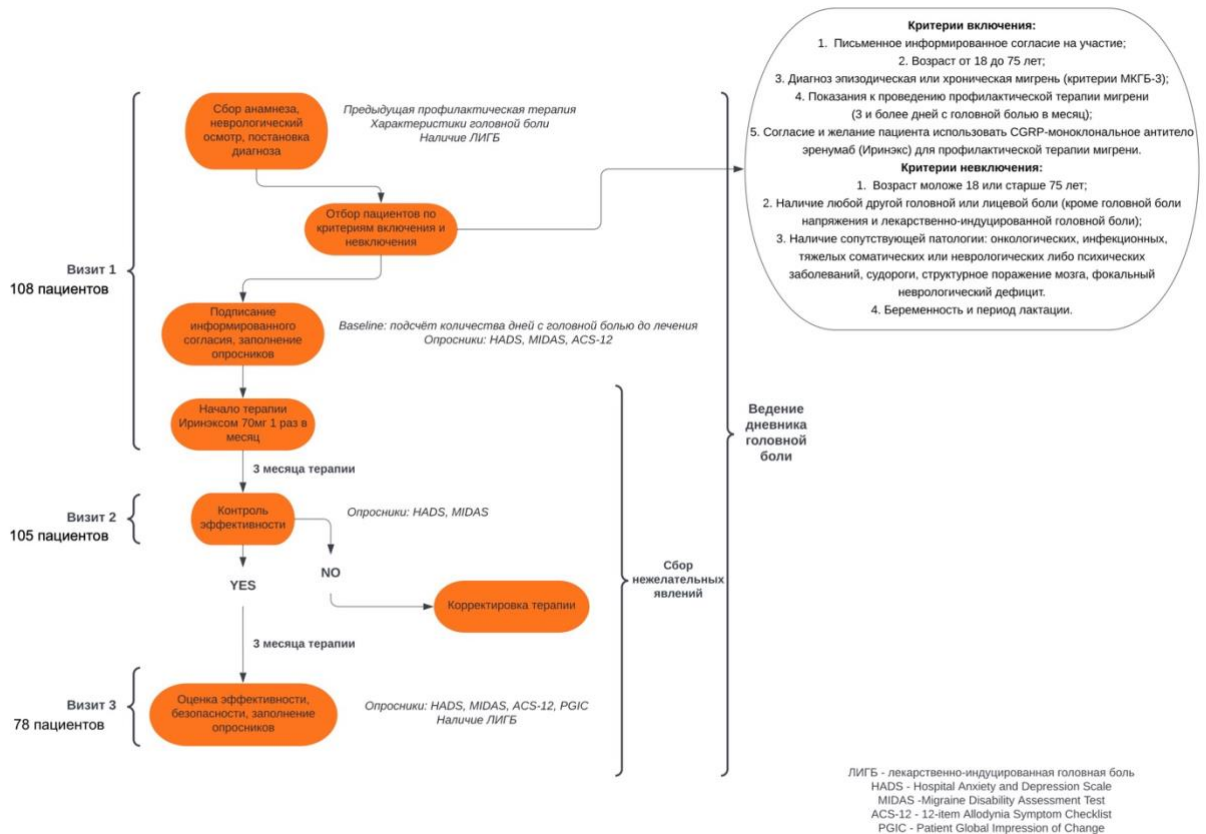 Критерии включения:
1. Письменное информированное согласие на участие;
2. Возраст от 18 до 75 лет;
3. Диагноз эпизодическая или хроническая мигрень (критерии МКГБ-3);
4. Показания к проведению профилактической терапии мигрени
(3 и более дней с головной болью в месяц);
5. Согласие и желание пациента использовать CGRP-моноклональное антитело
эренумаб (Иринэкс) для профилактической терапии мигрени.
Критерии невключения:
1. Возраст моложе 18 или старше 75 лет;
2. Наличие любой другой головной или лицевой боли (кроме головной боли
напряжения и лекарственно-индуцированной головной боли);
3. Наличие сопутствующей патологии: онкологических, инфекционных,
тяжелых соматических или неврологических либо психических
заболеваний, судороги, структурное поражение мозга, фокальный
неврологический дефицит.
4. Беременность и период лактации.
Сбор анамнеза,
неврологический
осмотр, постановка
диагноза
Предыдущая профилактическая терапия
Характеристики головной боли
Наличие ЛИГБ
Отбор пациентов по
критериям включения и
невключения
Визит 1
108 пациентов
Подписание
информированного
согласия, заполнение
опросников
Baseline: подсчёт количества дней с головной болью до лечения
Опросники: HADS, MIDAS, ACS-12
Начало терапии
Иринэксом 70мг 1 раз в
месяц
Ведение
дневника
головной
боли
3 месяца терапии
Визит 2
105 пациентов
Контроль
эффективности
Опросники: HADS, MIDAS
YES
NO
Сбор
нежелательных
явлений
Корректировка терапии
3 месяца терапии
Визит 3
78 пациентов
Оценка эффективности,
безопасности, заполнение
опросников
Опросники: HADS, MIDAS, ACS-12, PGIC
Наличие ЛИГБ
ЛИГБ - лекарственно-индуцированная головная боль
HADS - Hospital Anxiety and Depression Scale
MIDAS -Migraine Disability Assessment Test
ACS-12 - 12-item Allodynia Symptom Checklist
PGIC - Patient Global Impression of Change